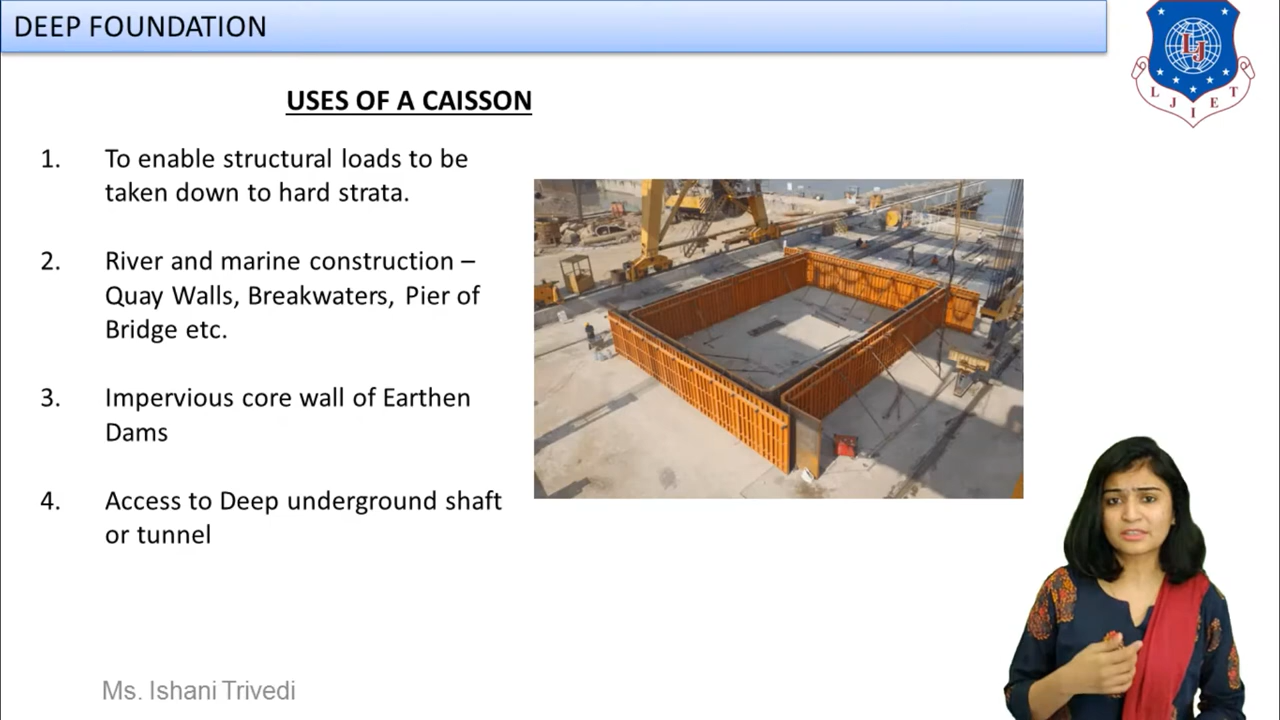 DEEP FOUNDATION
USES OF A CAISSON
1. To enable structural loads to be
taken down to hard strata.
2. River and marine construction –
Quay Walls, Breakwaters, Pier of
Bridge etc.
3. Impervious core wall of Earthen
Dams
4. Access to Deep underground shaft
or tunnel
Ms. Ishani Trivedi
LJ
L J I E T